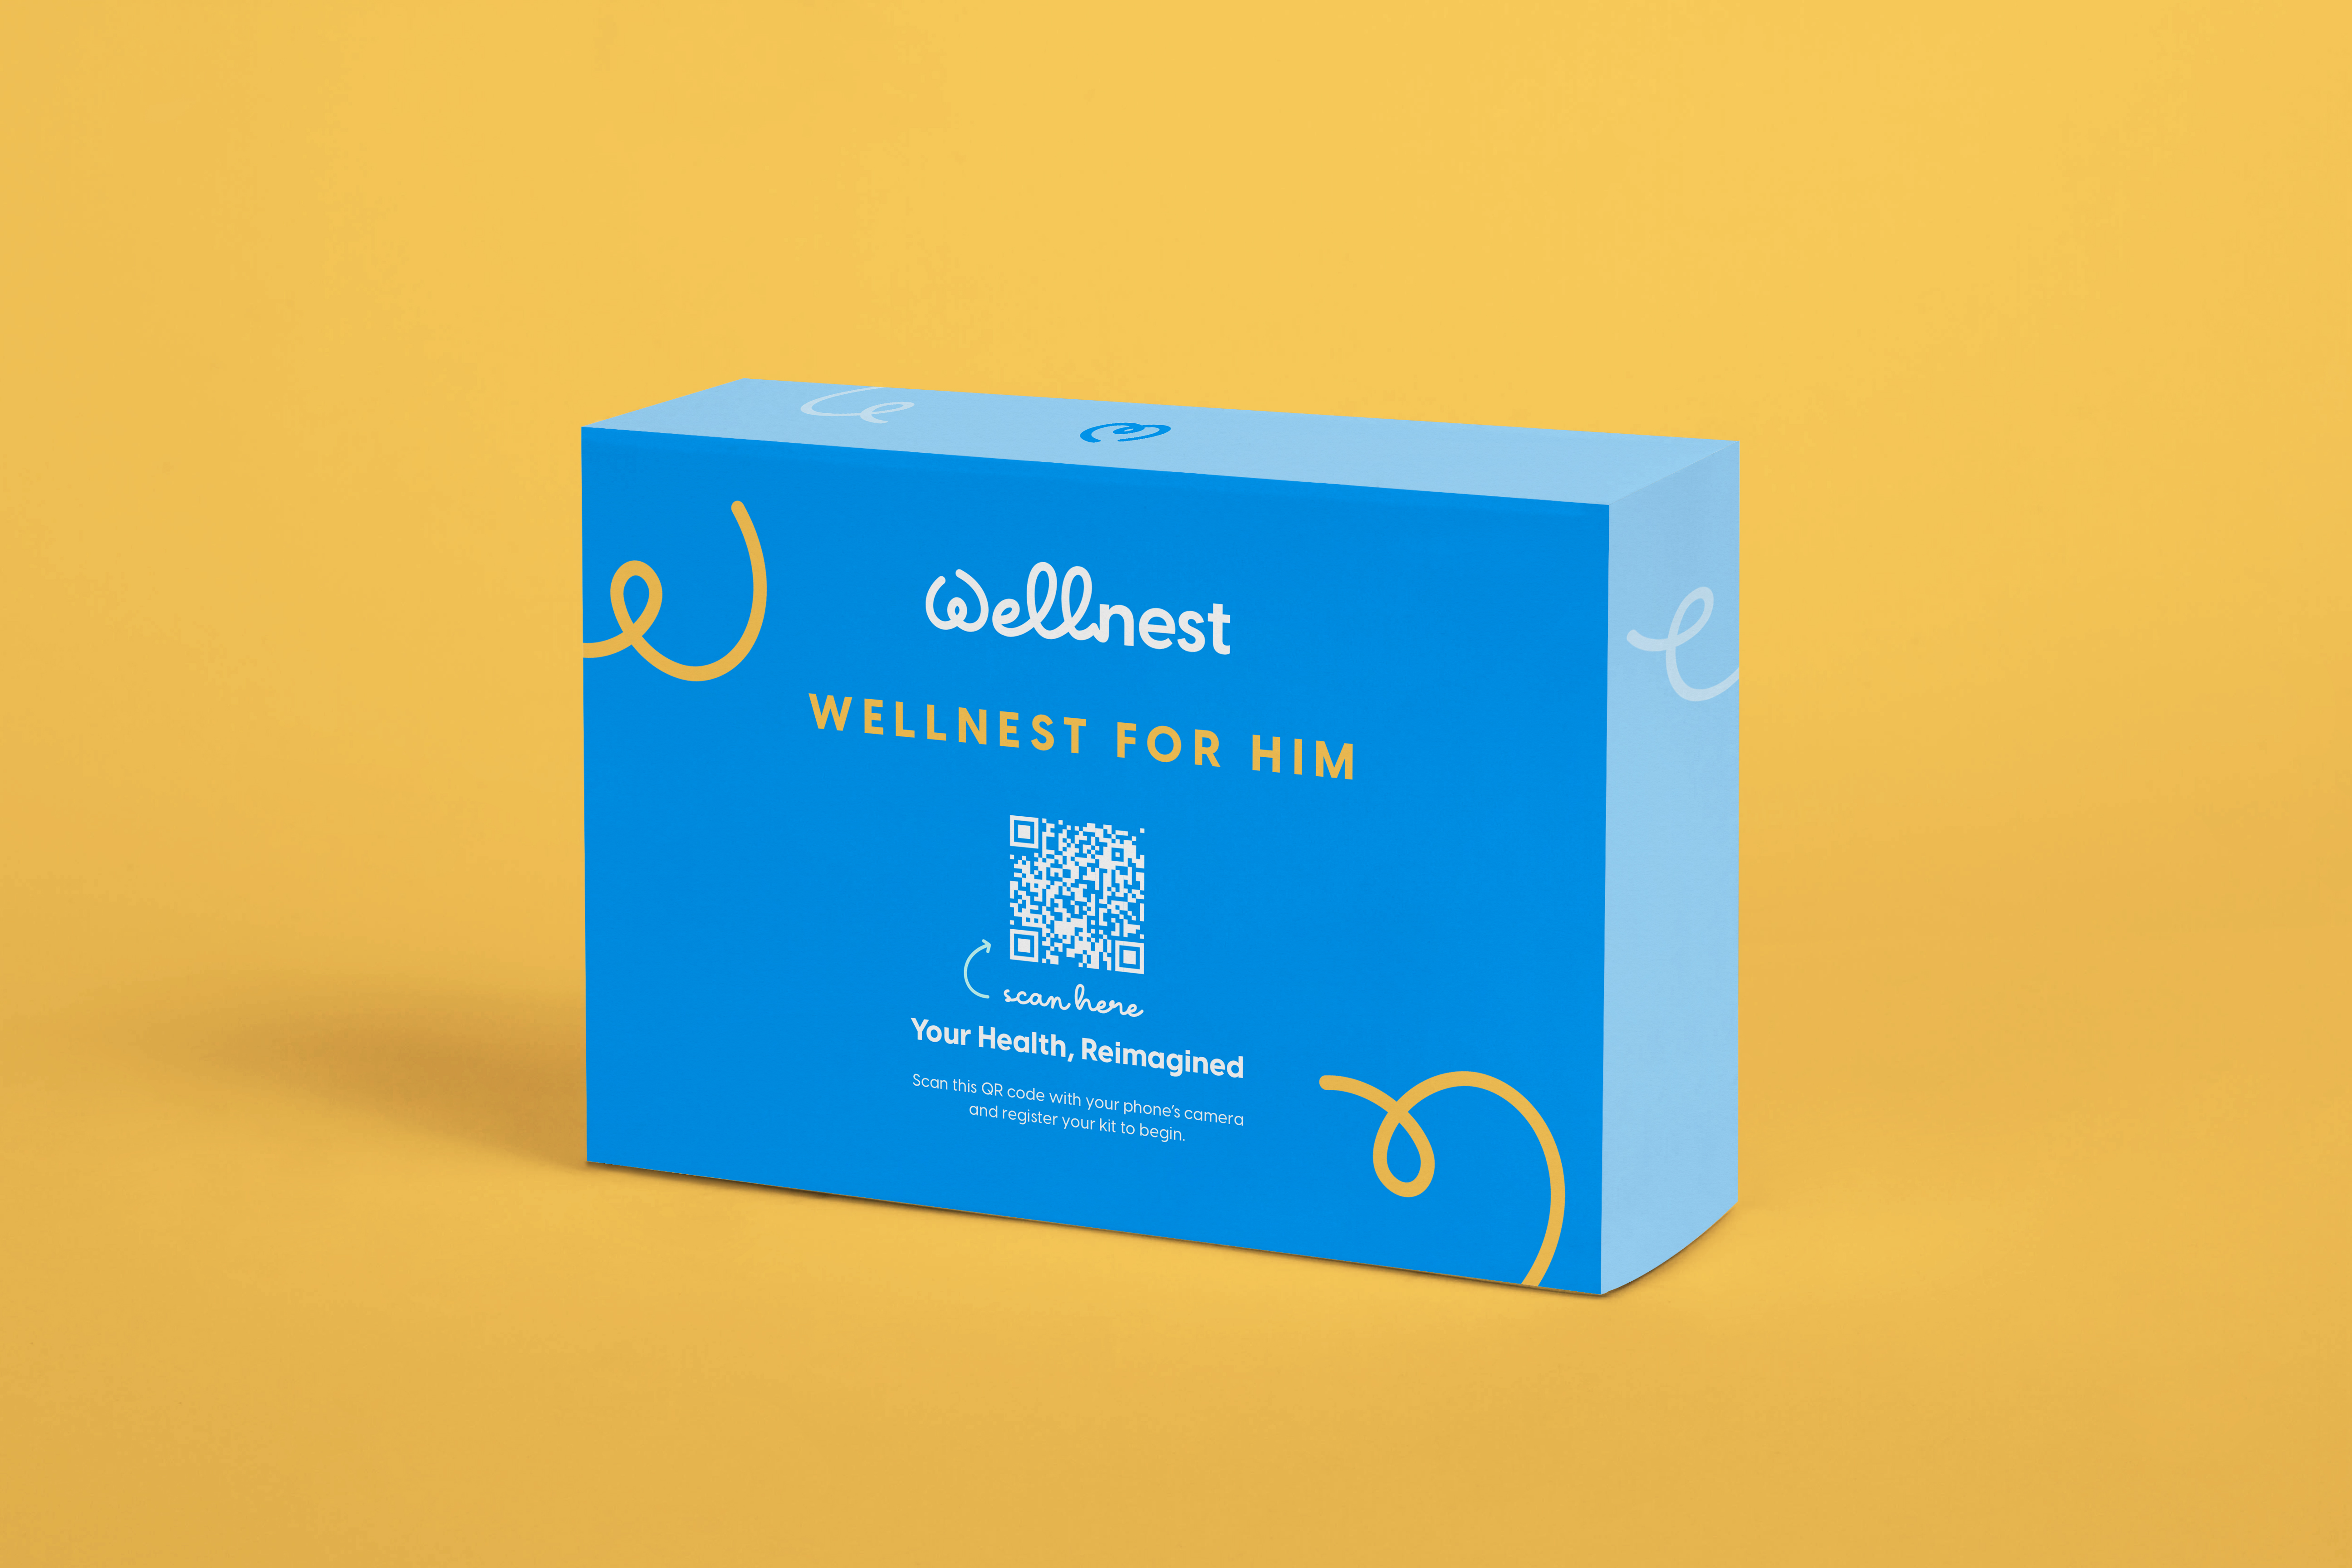 wellnest
WELLNEST FOR HIM
scan here
Your Health, Reimagined
Scan this QR code with your phone's camera
and register your kit to begin.